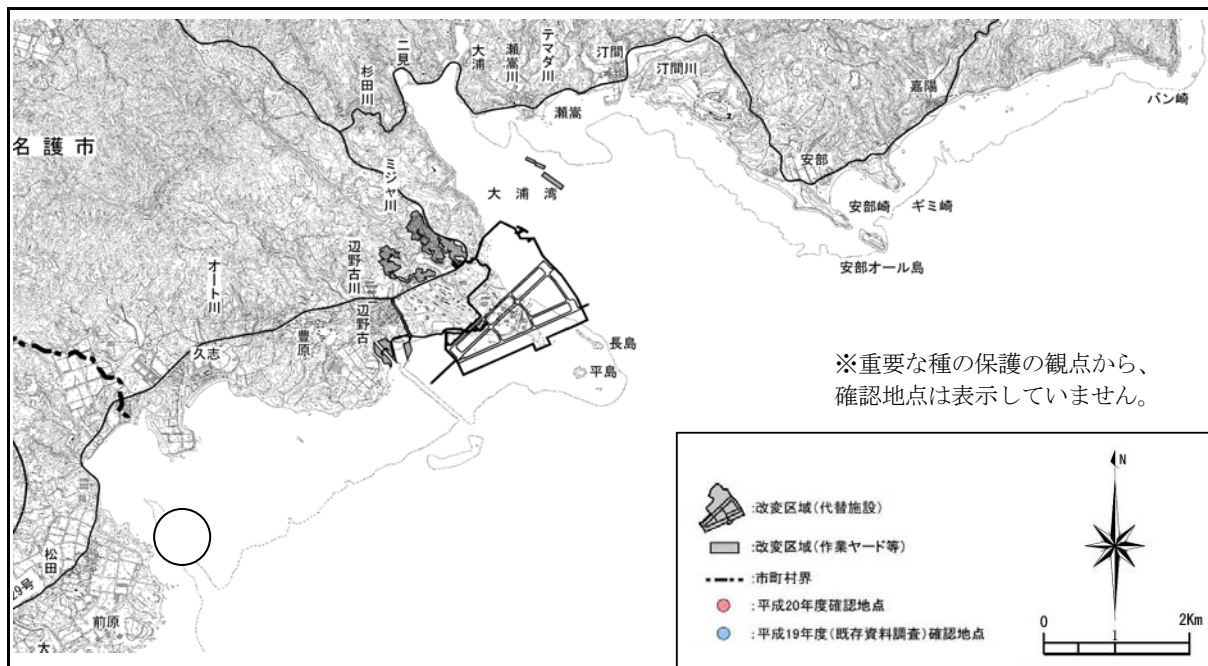 名護市
二見
杉田川
大浦
瀬嵩川
テマダ川
汀間
汀間川
瀬嵩
嘉陽
バン崎
安部
安部崎
ギミ崎
安部オール島
大浦湾
ミジャ川
辺野古川
辺野古
オート川
豊原
久志
長島
平島
松田
29号
前原
大
※重要な種の保護の観点から、
確認地点は表示していません。
:改変区域(代替施設)
:改変区域(作業ヤード等)
:市町村界
:平成20年度確認地点
:平成19年度(既存資料調査)確認地点
N
0 1 2Km